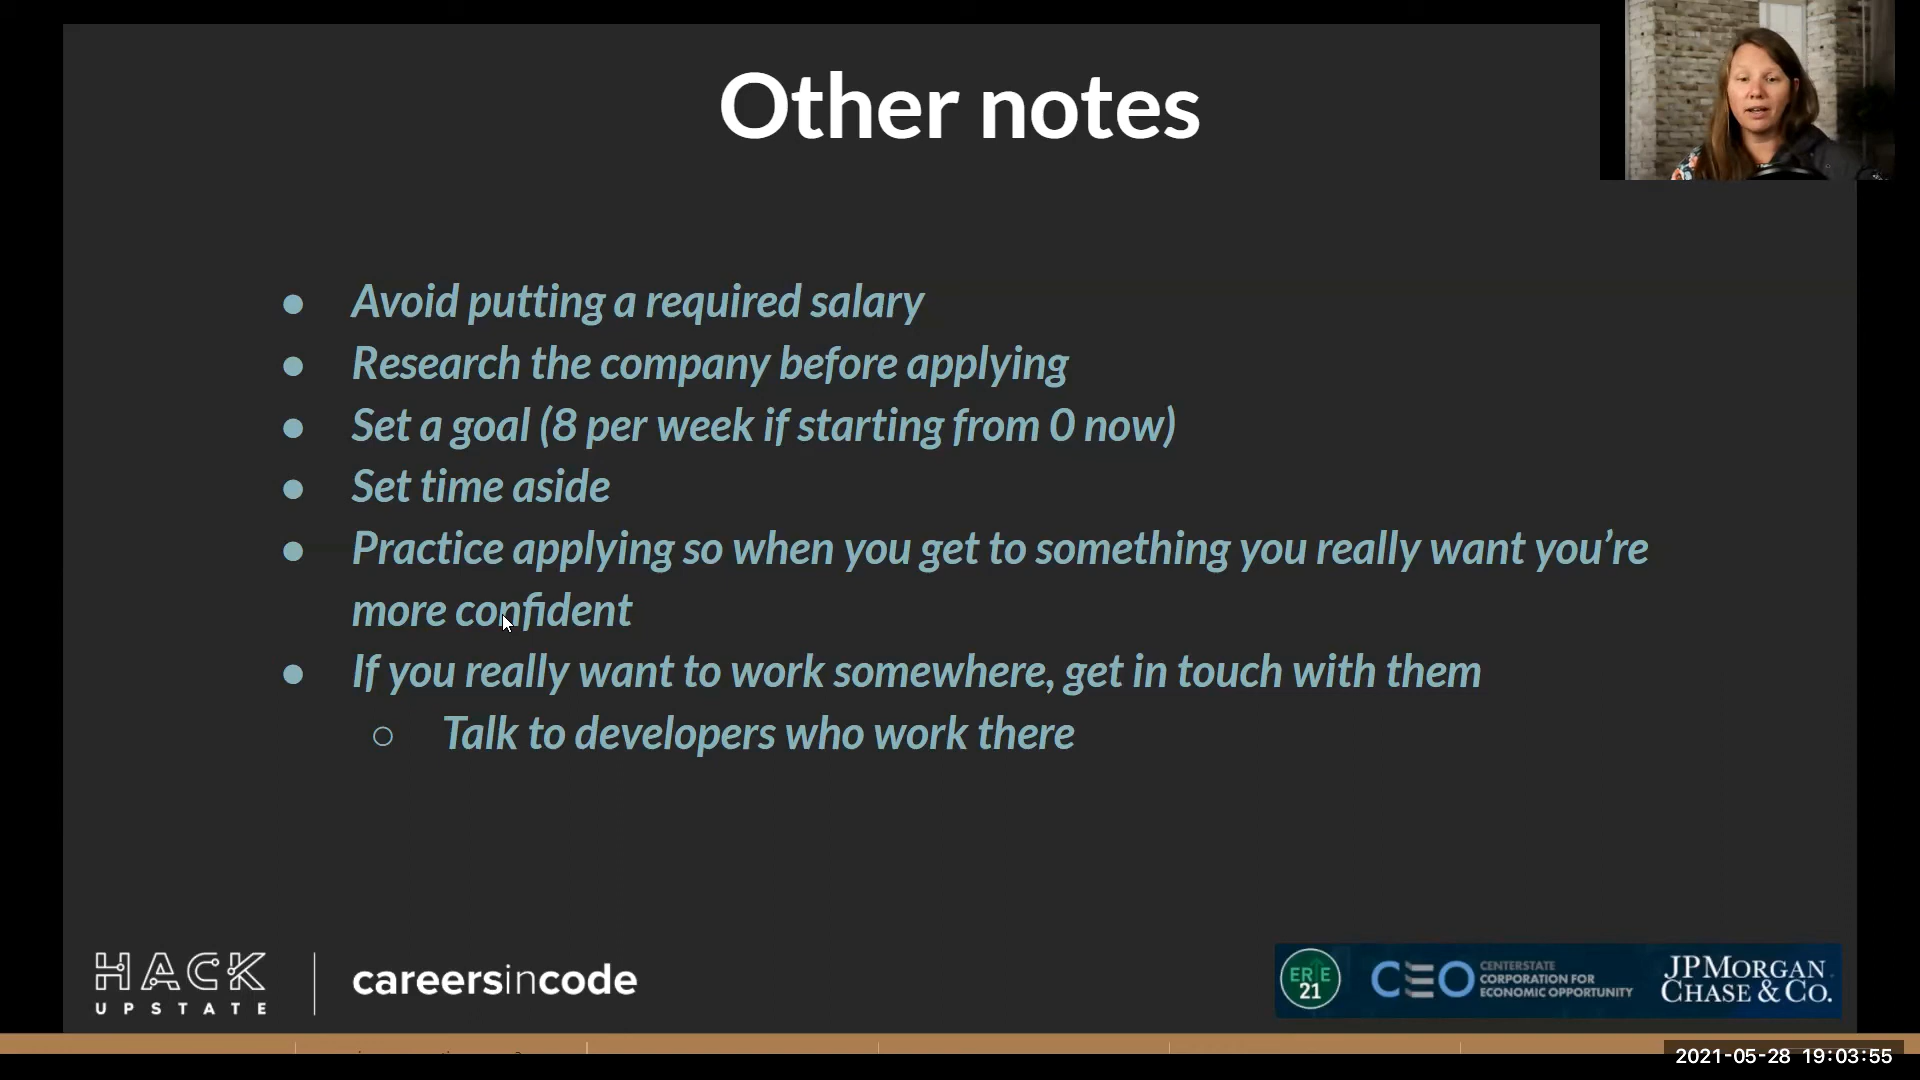 Other notes
● Avoid putting a required salary
● Research the company before applying
● Set a goal (8 per week if starting from 0 now)
● Set time aside
● Practice applying so when you get to something you really want you’re
more confident
● If you really want to work somewhere, get in touch with them
○ Talk to developers who work there
HACK
UPSTATE
careersincode
ERIE
21
CEO
CENTERSTATE
CORPORATION FOR
ECONOMIC OPPORTUNITY
JPMORGAN
CHASE & CO.
2021-05-28 19:03:55